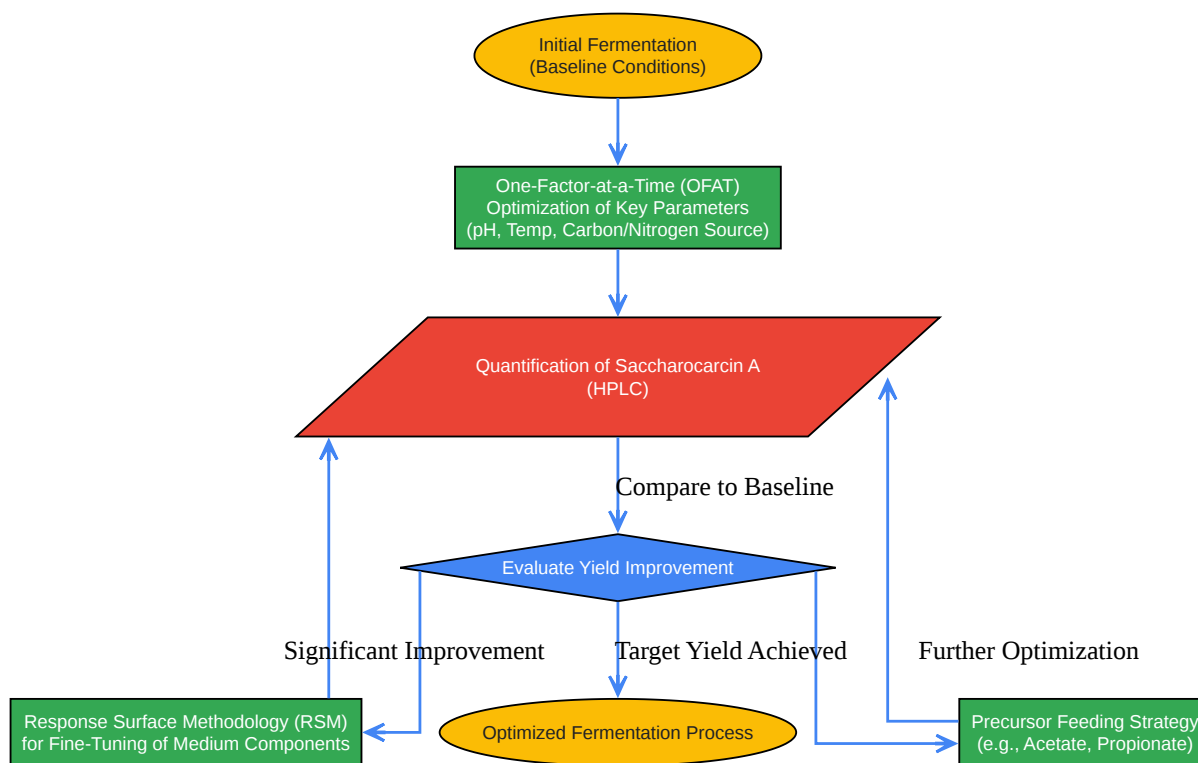 Initial Fermentation
(Baseline Conditions)
One-Factor-at-a-Time (OFAT)
Optimization of Key Parameters
(pH, Temp, Carbon/Nitrogen Source)
Quantification of Saccharocarcin A
(HPLC)
Compare to Baseline
Evaluate Yield Improvement
Significant Improvement
Target Yield Achieved
Further Optimization
Response Surface Methodology (RSM)
for Fine-Tuning of Medium Components
Optimized Fermentation Process
Precursor Feeding Strategy
(e.g., Acetate, Propionate)